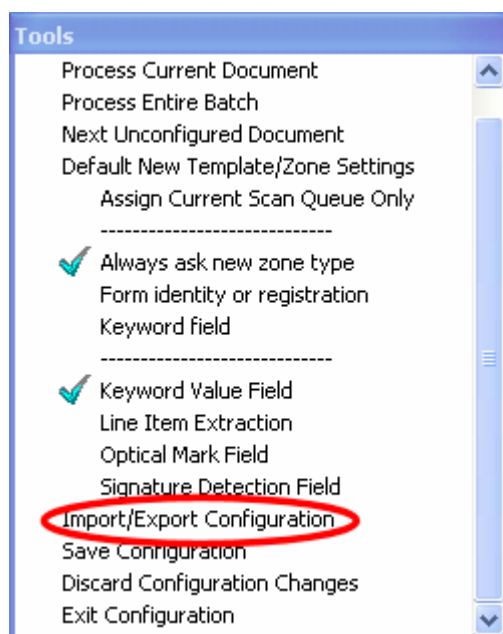 Tools
Process Current Document
Process Entire Batch
Next Unconfigured Document
Default New Template/Zone Settings
Assign Current Scan Queue Only
----------------------------
Always ask new zone type
Form identity or registration
Keyword field
----------------------------
Keyword Value Field
Line Item Extraction
Optical Mark Field
Signature Detection Field
Import/Export Configuration
Save Configuration
Discard Configuration Changes
Exit Configuration